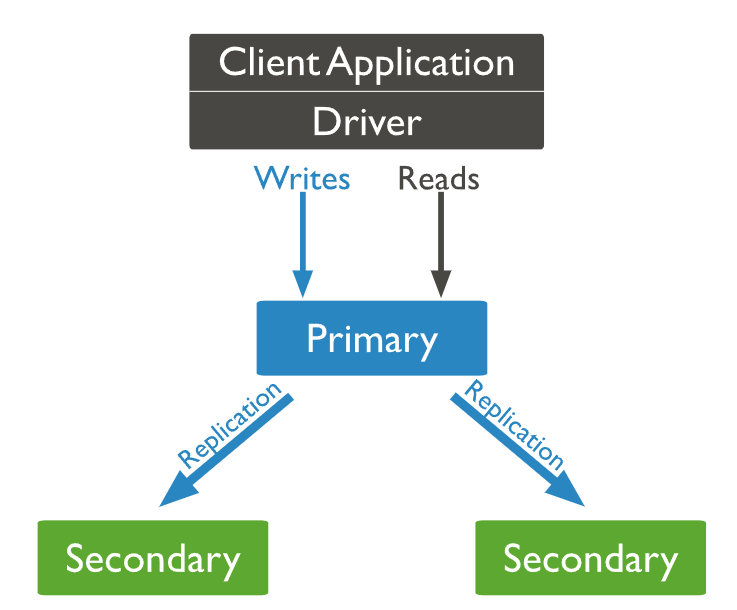 Client Application
Driver
Writes
Reads
Primary
Replication
Replication
Secondary
Secondary